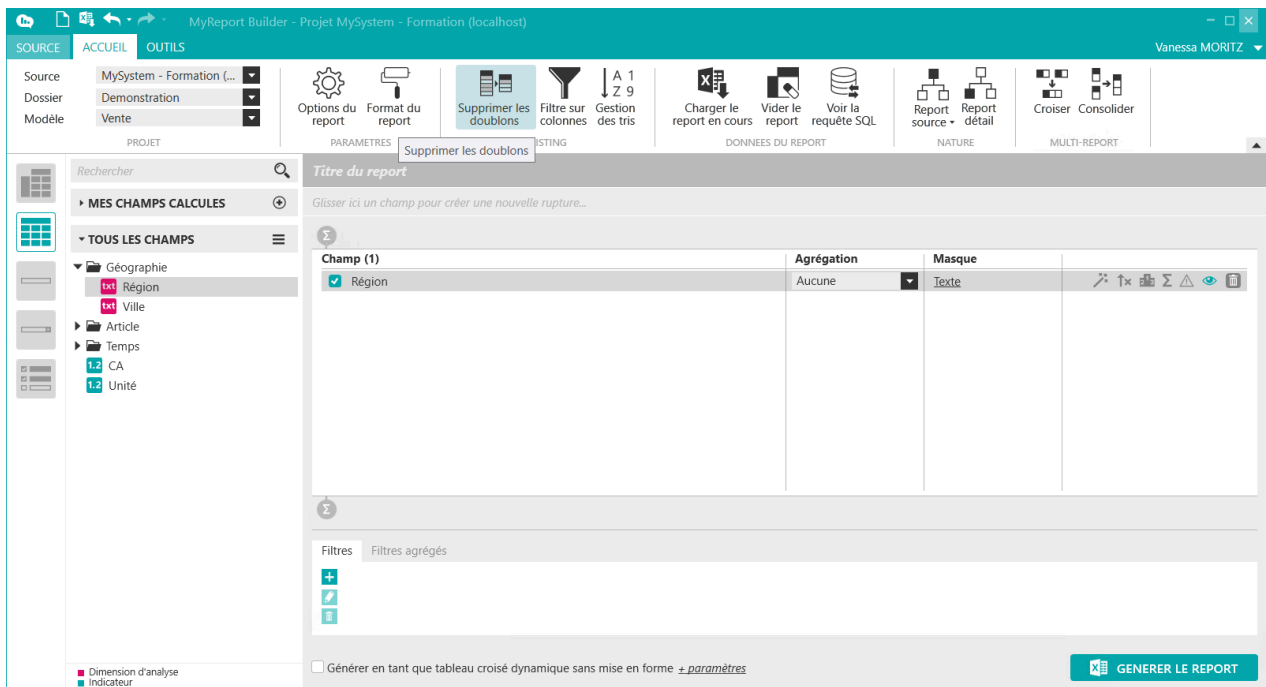 MyReport Builder - Projet MySystem - Formation (localhost)
SOURCE ACCUEIL OUTILS Vanessa MORITZ
Source MySystem - Formation (...
Dossier Demonstration
Modèle Vente
PROJET
Options du report
Format du report
PARAMETRES
Supprimer les doublons
Filtre sur colonnes
A 1
Z 9
Gestion des tris
ISTING
Supprimer les doublons
Charger le report en cours
Vider le report
Voir la requête SQL
DONNEES DU REPORT
Report source
Report détail
NATURE
Croiser
Consolider
MULTI-REPORT
Rechercher
MES CHAMPS CALCULES
TOUS LES CHAMPS
Géographie
txt Région
txt Ville
Article
Temps
1.2 CA
1.2 Unité
Dimension d'analyse
Indicateur
Titre du report
Glisser ici un champ pour créer une nouvelle rupture...
Σ
Champ (1) Agrégation Masque
Région Aucune Texte Σ
Σ
Filtres Filtres agrégés
Générer en tant que tableau croisé dynamique sans mise en forme + paramètres
GENERER LE REPORT